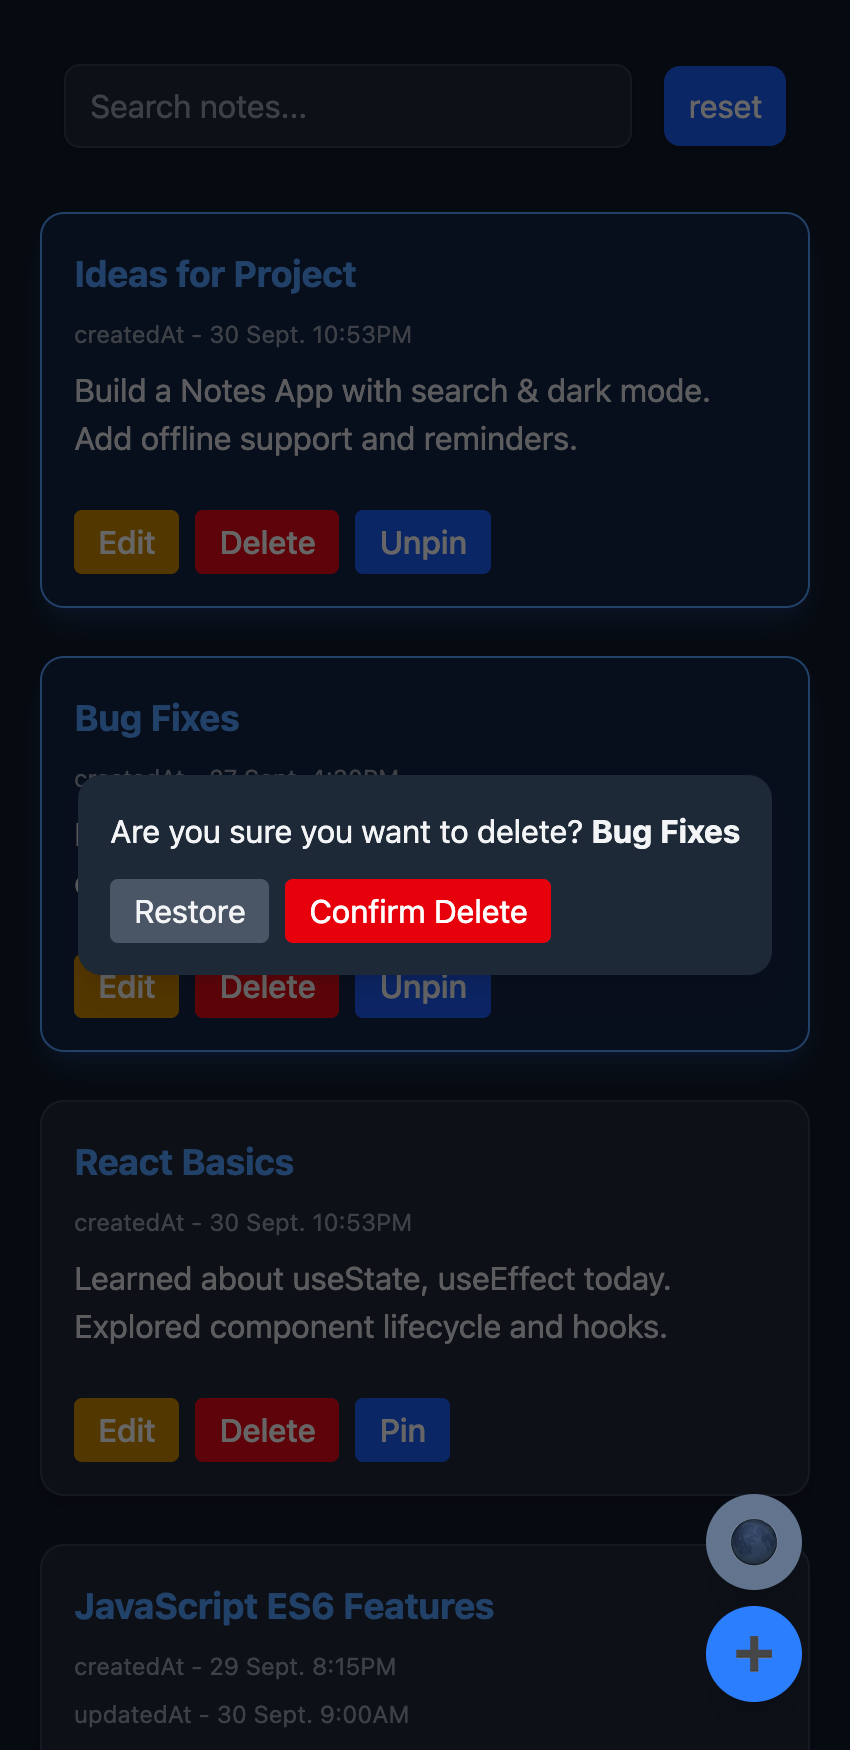 Search notes...
reset
Ideas for Project
createdAt - 30 Sept. 10:53PM
Build a Notes App with search & dark mode.
Add offline support and reminders.
Edit Delete Unpin
Bug Fixes
Are you sure you want to delete? Bug Fixes
Restore Confirm Delete
Edit Delete Unpin
React Basics
createdAt - 30 Sept. 10:53PM
Learned about useState, useEffect today.
Explored component lifecycle and hooks.
Edit Delete Pin
JavaScript ES6 Features
createdAt - 29 Sept. 8:15PM
updatedAt - 30 Sept. 9:00AM